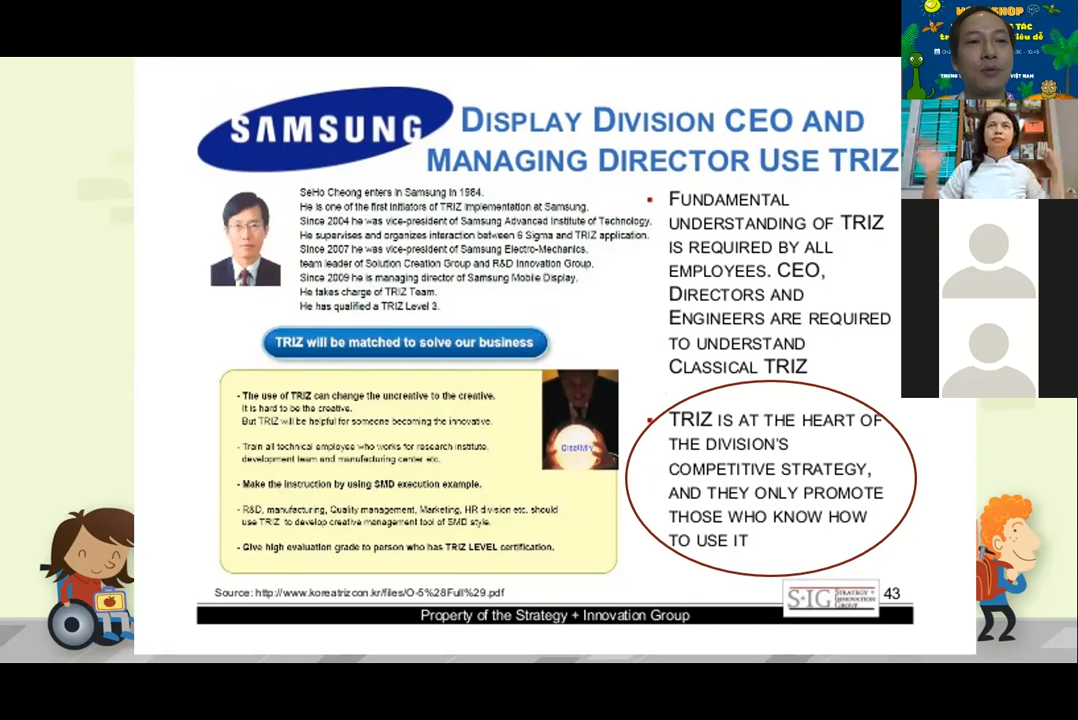 SAMSUNG
DISPLAY DIVISION CEO AND
MANAGING DIRECTOR USE TRIZ
SeHo Cheong enters in Samsung in 1984.
He is one of the first initiators of TRIZ implementation at Samsung.
Since 2004 he was vice-president of Samsung Advanced Institute of Technology.
He supervises and organizes interaction between 6 Sigma and TRIZ application.
Since 2007 he was vice-president of Samsung Electro-Mechanics,
team leader of Solution Creation Group and R&D Innovation Group.
Since 2009 he is managing director of Samsung Mobile Display.
He takes charge of TRIZ Team.
He has qualified a TRIZ Level 3.
TRIZ will be matched to solve our business
- The use of TRIZ can change the uncreative to the creative.
It is hard to be the creative.
But TRIZ will be helpful for someone becoming the innovative.
- Train all technical employee who works for research institute,
development team and manufacturing center etc.
- Make the instruction by using SMD execution example.
- R&D, manufacturing, Quality management, Marketing, HR division etc. should
use TRIZ to develop creative management tool of SMD style.
- Give high evaluation grade to person who has TRIZ LEVEL certification.
▪ FUNDAMENTAL
UNDERSTANDING OF TRIZ
IS REQUIRED BY ALL
EMPLOYEES. CEO,
DIRECTORS AND
ENGINEERS ARE REQUIRED
TO UNDERSTAND
CLASSICAL TRIZ
▪ TRIZ IS AT THE HEART OF
THE DIVISION'S
COMPETITIVE STRATEGY,
AND THEY ONLY PROMOTE
THOSE WHO KNOW HOW
TO USE IT
Source: http://www.koreatrizcon.kr/files/O-5%28Full%29.pdf
S·IG STRATEGY +
INNOVATION
GROUP
43
Property of the Strategy + Innovation Group